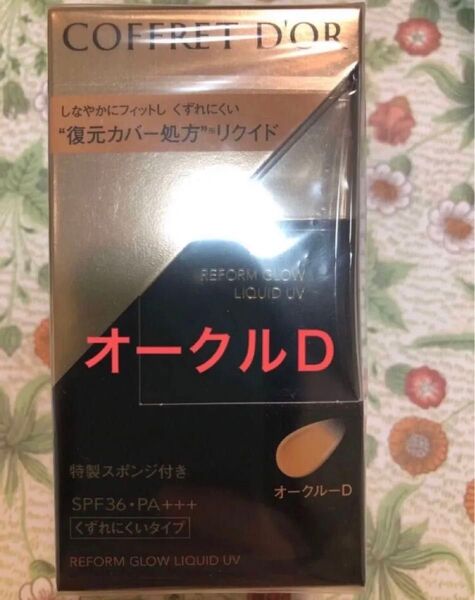 COFFRET D'OR
しなやかにフィットし くずれにくい
"復元カバー処方"※リクイド
REFORM GLOW
LIQUID UV
オークルD
オークル－D
特製スポンジ付き
SPF36・PA+++
くずれにくいタイプ
REFORM GLOW LIQUID UV